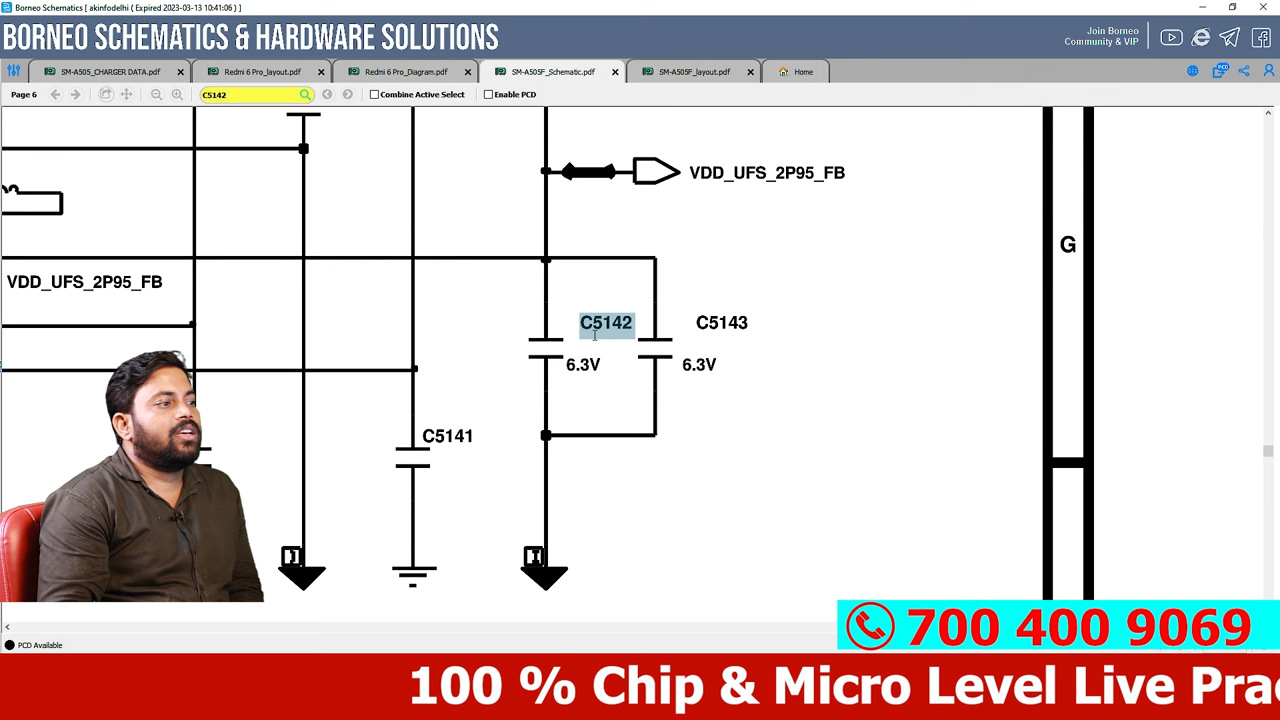 Borneo Schematics ( akinfodelhi ( Expired 2023-03-13 10:41:06 ) ]
BORNEO SCHEMATICS & HARDWARE SOLUTIONS
Join Borneo
Community & VIP
SM-A505_CHARGER DATA.pdf
Redmi 6 Pro_layout.pdf
Redmi 6 Pro_Diagram.pdf
SM-A505F_Schematic.pdf
SM-A505F_layout.pdf
Home
Page 6
C5142
Combine Active Select
Enable PCD
VDD_UFS_2P95_FB
G
VDD_UFS_2P95_FB
C5142
C5143
6.3V
6.3V
C5141
PCD Available
700 400 9069
100 % Chip & Micro Level Live Prac